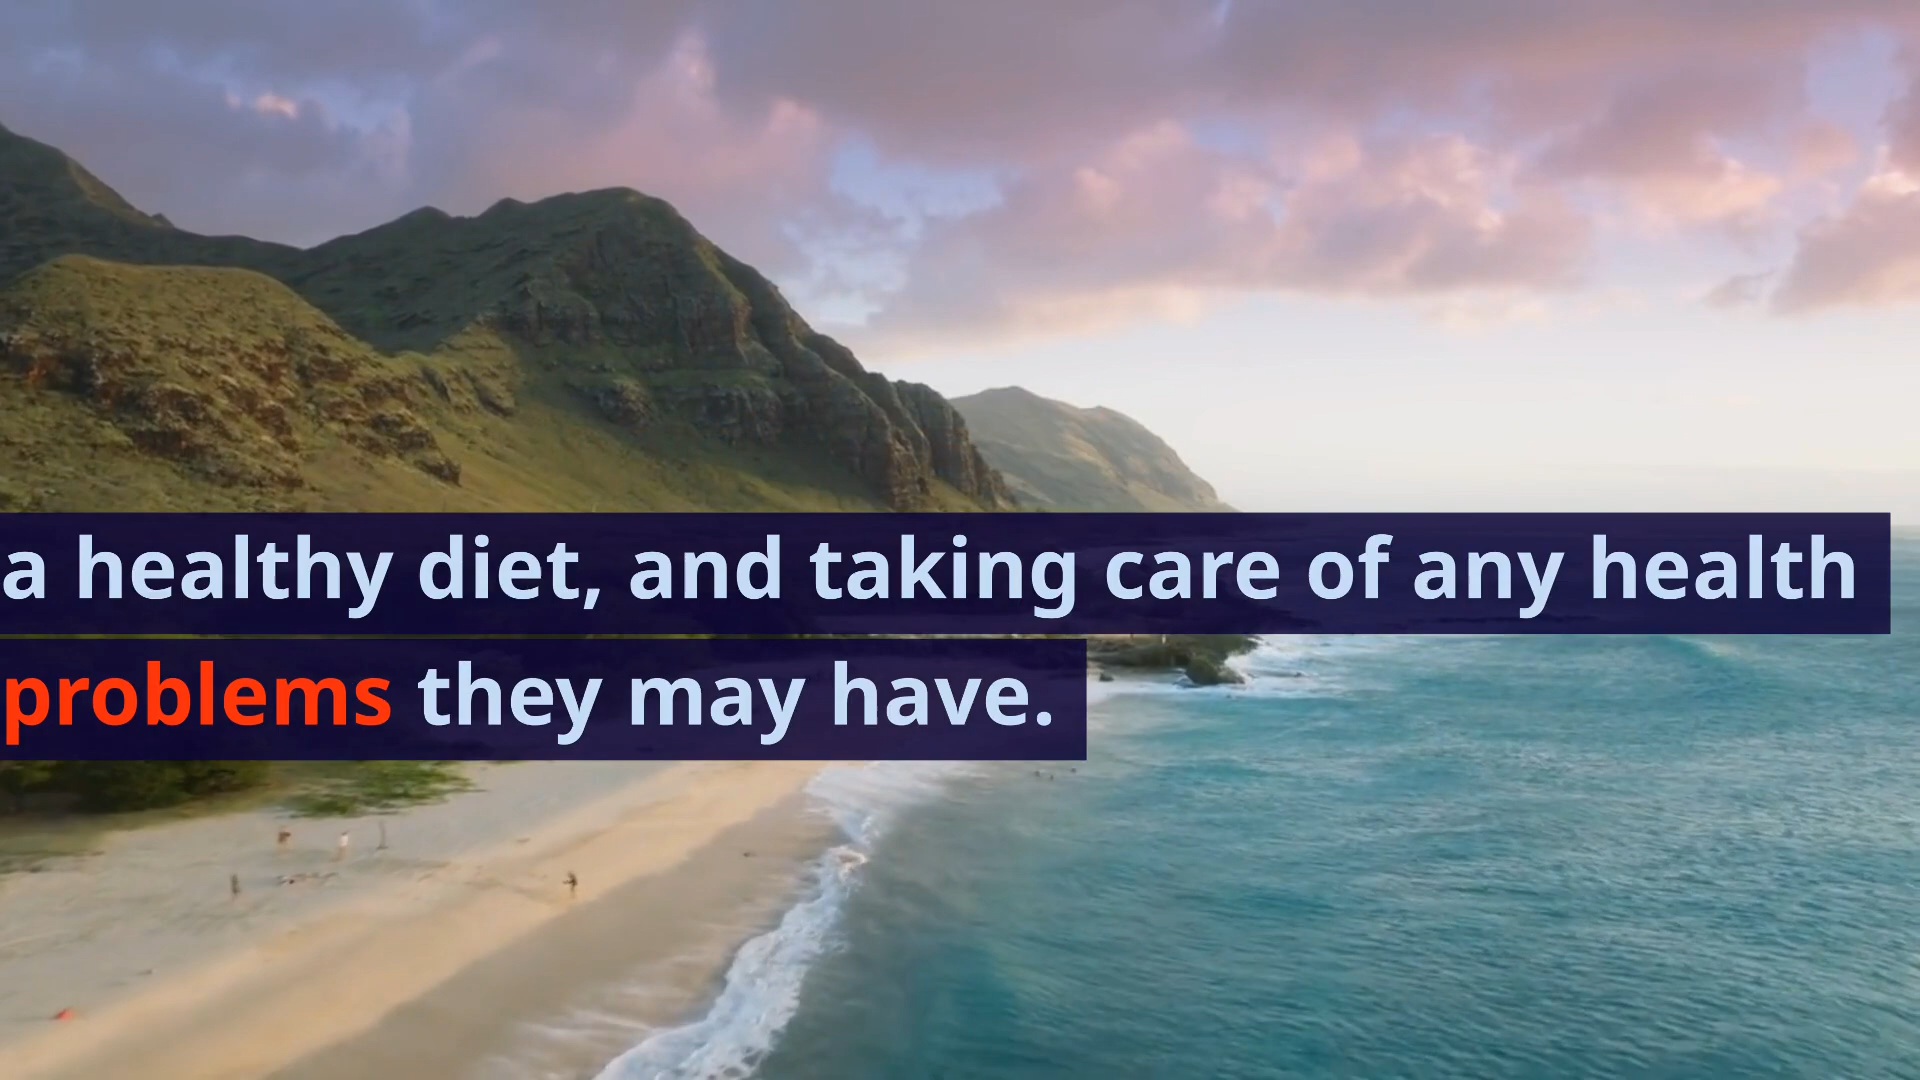 a healthy diet, and taking care of any health
problems they may have.